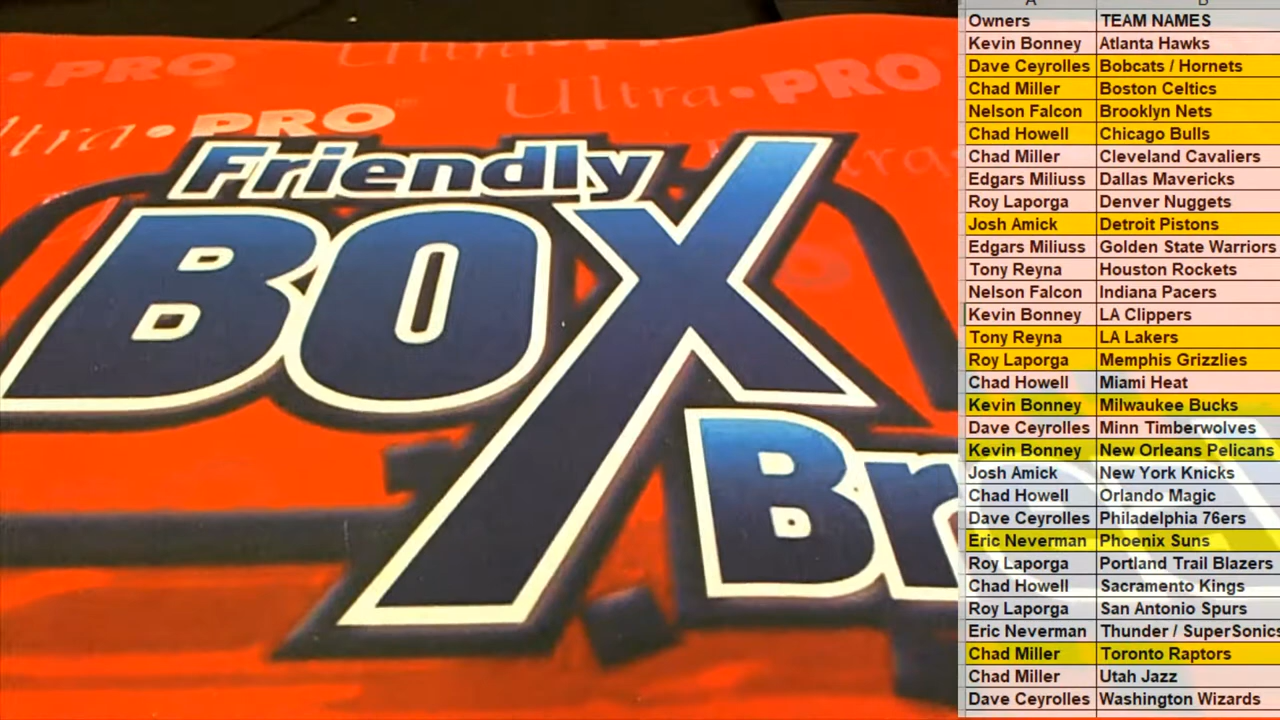 Ultra•PRO
PRO
Ultra•PRO
ltra•PRO
Friendly
BOX
Br
A B
Owners TEAM NAMES
Kevin Bonney Atlanta Hawks
Dave Ceyrolles Bobcats / Hornets
Chad Miller Boston Celtics
Nelson Falcon Brooklyn Nets
Chad Howell Chicago Bulls
Chad Miller Cleveland Cavaliers
Edgars Miliuss Dallas Mavericks
Roy Laporga Denver Nuggets
Josh Amick Detroit Pistons
Edgars Miliuss Golden State Warriors
Tony Reyna Houston Rockets
Nelson Falcon Indiana Pacers
Kevin Bonney LA Clippers
Tony Reyna LA Lakers
Roy Laporga Memphis Grizzlies
Chad Howell Miami Heat
Kevin Bonney Milwaukee Bucks
Dave Ceyrolles Minn Timberwolves
Kevin Bonney New Orleans Pelicans
Josh Amick New York Knicks
Chad Howell Orlando Magic
Dave Ceyrolles Philadelphia 76ers
Eric Neverman Phoenix Suns
Roy Laporga Portland Trail Blazers
Chad Howell Sacramento Kings
Roy Laporga San Antonio Spurs
Eric Neverman Thunder / SuperSonics
Chad Miller Toronto Raptors
Chad Miller Utah Jazz
Dave Ceyrolles Washington Wizards